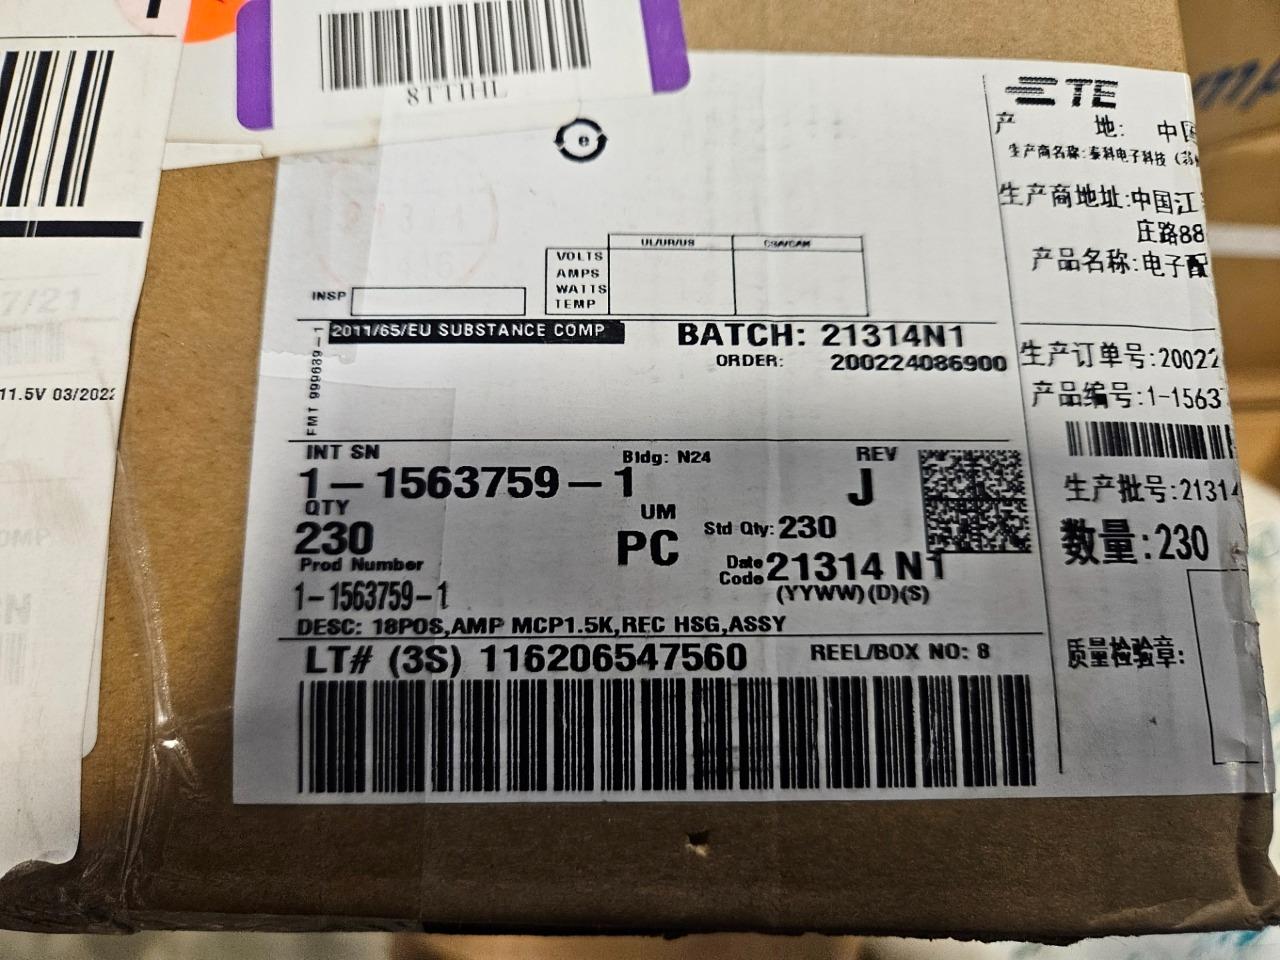 8TTIHL
7/21
11.5V 03/2022
e
UL/UR/US CSA/CAN
VOLTS
AMPS
WATTS
TEMP
INSP
2011/65/EU SUBSTANCE COMP
FMT 999689-1
BATCH: 21314N1
ORDER: 200224086900
INT SN
1-1563759-1
Bldg: N24
REV
J
QTY
230
UM
PC
Std Qty: 230
Prod Number
1-1563759-1
Date Code 21314 N1
(YYWW)(D)(S)
DESC: 18POS,AMP MCP1.5K,REC HSG,ASSY
LT# (3S) 116206547560 REEL/BOX NO: 8
TE
产 地: 中国
生产商名称:泰科电子科技(苏
生产商地址:中国江
庄路88
产品名称:电子配
生产订单号:20022
产品编号:1-1563
生产批号:21314
数量:230
质量检验章: